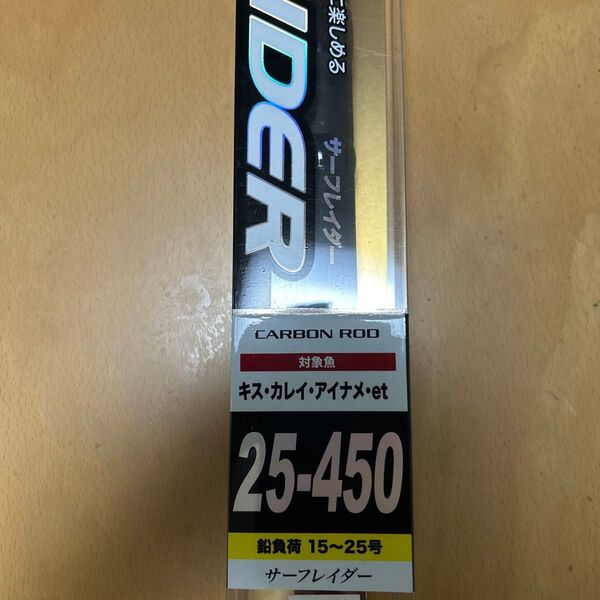 に楽しめる
サーフレイダー
IDER
CARBON ROD
対象魚
キス・カレイ・アイナメ・et
25-450
鉛負荷 15〜25号
サーフレイダー